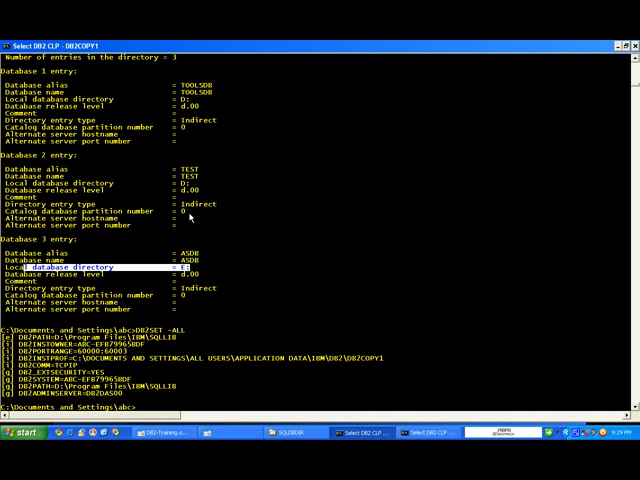 Select DB2 CLP - DB2COPY1
Number of entries in the directory = 3
Database 1 entry:
Database alias = TOOLSDB
Database name = TOOLSDB
Local database directory = D:
Database release level = d.00
Comment =
Directory entry type = Indirect
Catalog database partition number = 0
Alternate server hostname =
Alternate server port number =
Database 2 entry:
Database alias = TEST
Database name = TEST
Local database directory = D:
Database release level = d.00
Comment =
Directory entry type = Indirect
Catalog database partition number = 0
Alternate server hostname =
Alternate server port number =
Database 3 entry:
Database alias = ASDB
Database name = ASDB
Local database directory = E:
Database release level = d.00
Comment =
Directory entry type = Indirect
Catalog database partition number = 0
Alternate server hostname =
Alternate server port number =
C:\Documents and Settings\abc>DB2SET -ALL
[e] DB2PATH=D:\Program Files\IBM\SQLLIB
[i] DB2INSTOWNER=ABC-EFB79965BDF
[i] DB2PORTRANGE=60000:60003
[i] DB2INSTPROF=C:\DOCUMENTS AND SETTINGS\ALL USERS\APPLICATION DATA\IBM\DB2\DB2COPY1
[i] DB2COMM=TCPIP
[g] DB2_EXTSECURITY=YES
[g] DB2SYSTEM=ABC-EFB79965BDF
[g] DB2PATH=D:\Program Files\IBM\SQLLIB
[g] DB2ADMINSERVER=DB2DAS00
C:\Documents and Settings\abc>
start
DB2-Training.o...
SQLDBDIR
Select DB2 CLP ...
DB2 CLP ...
nero
9:29 PM